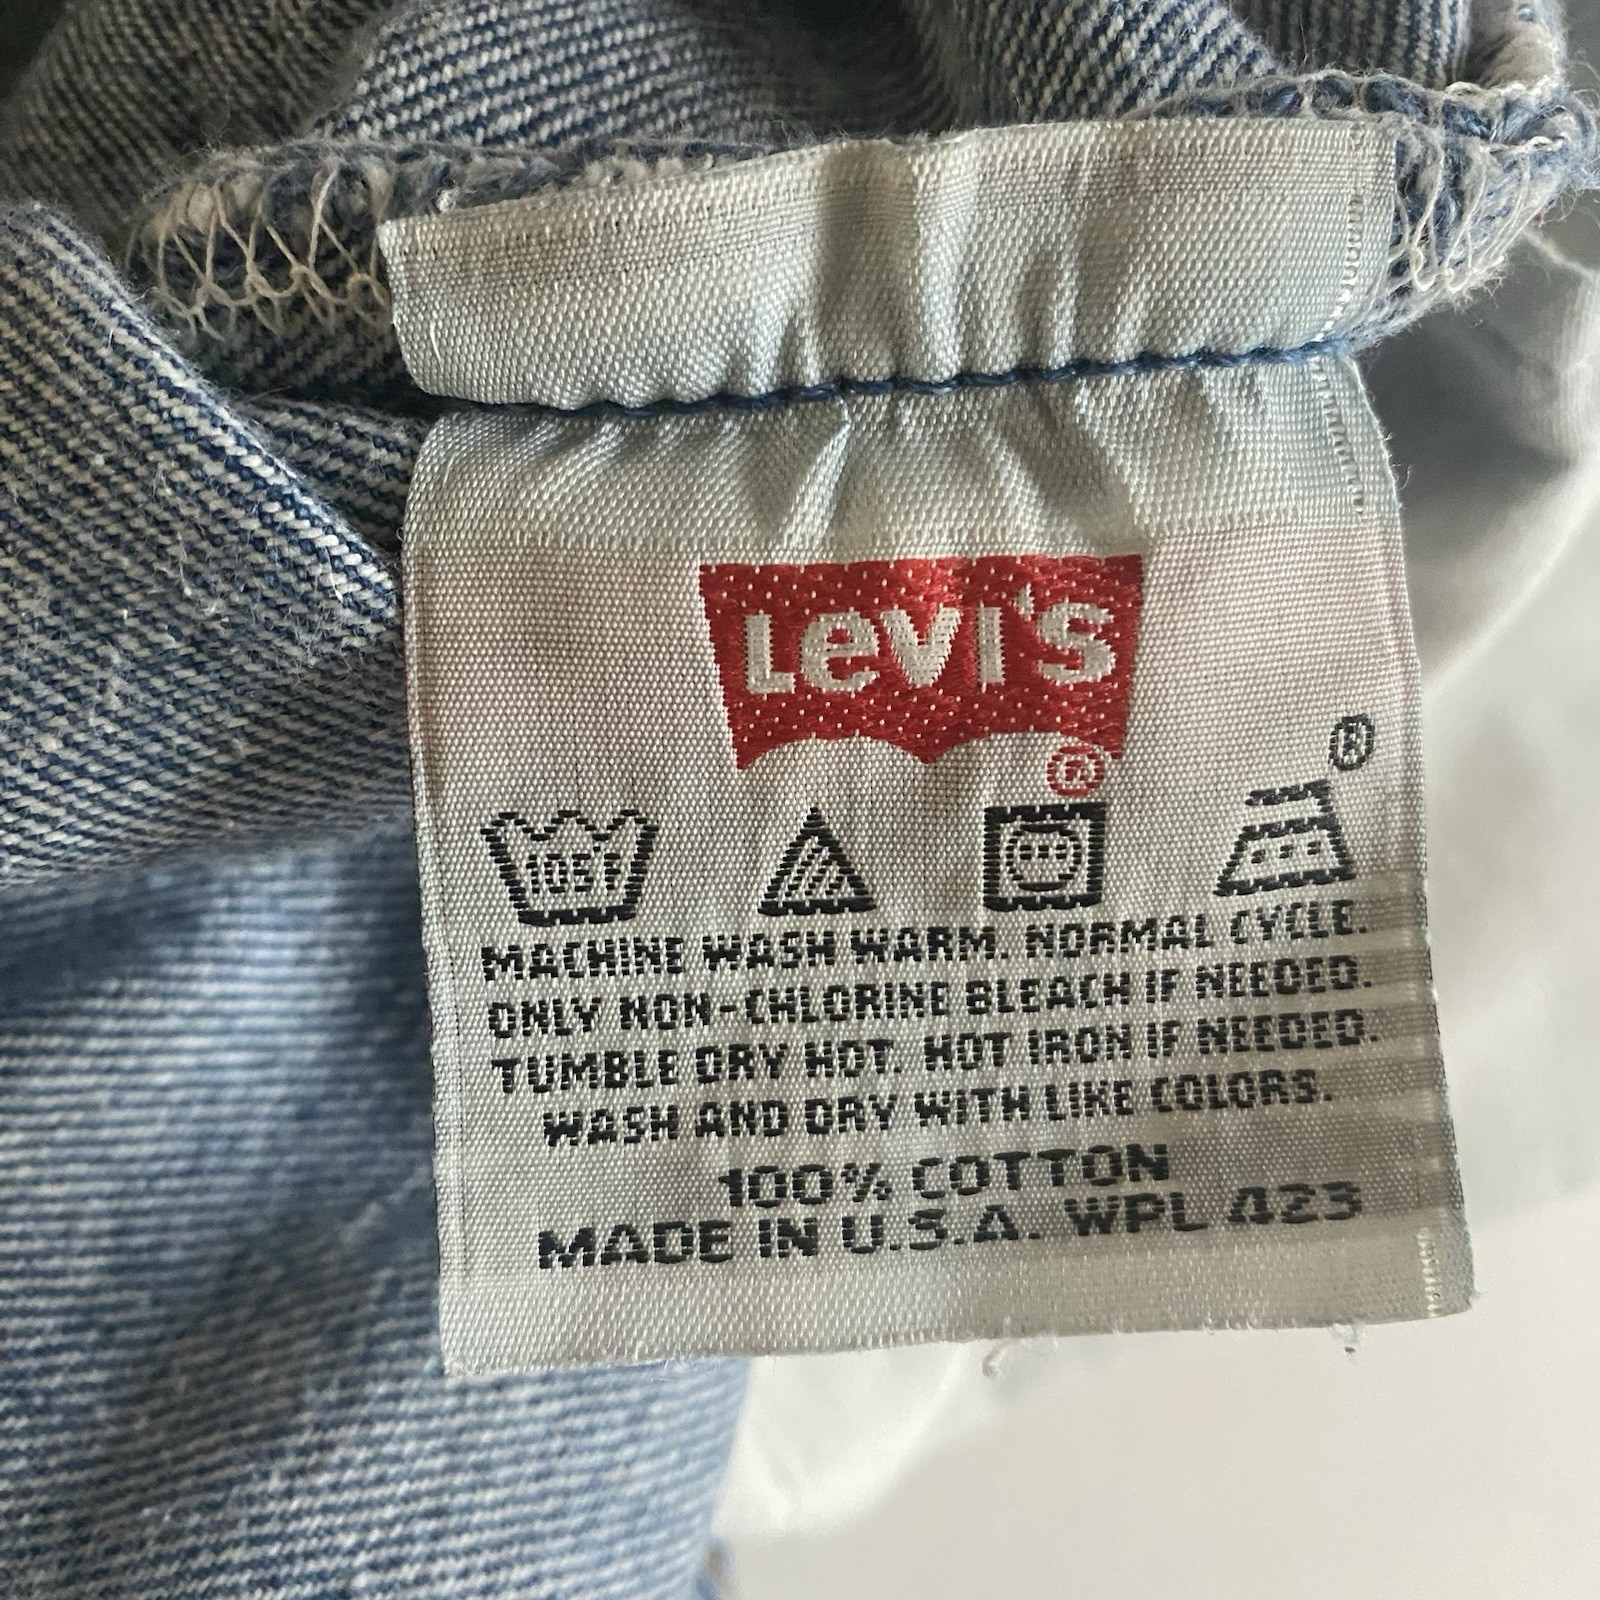 Levi's
®
®
105F
MACHINE WASH WARM. NORMAL CYCLE.
ONLY NON-CHLORINE BLEACH IF NEEDED.
TUMBLE DRY HOT. HOT IRON IF NEEDED.
WASH AND DRY WITH LIKE COLORS.
100% COTTON
MADE IN U.S.A. WPL 423